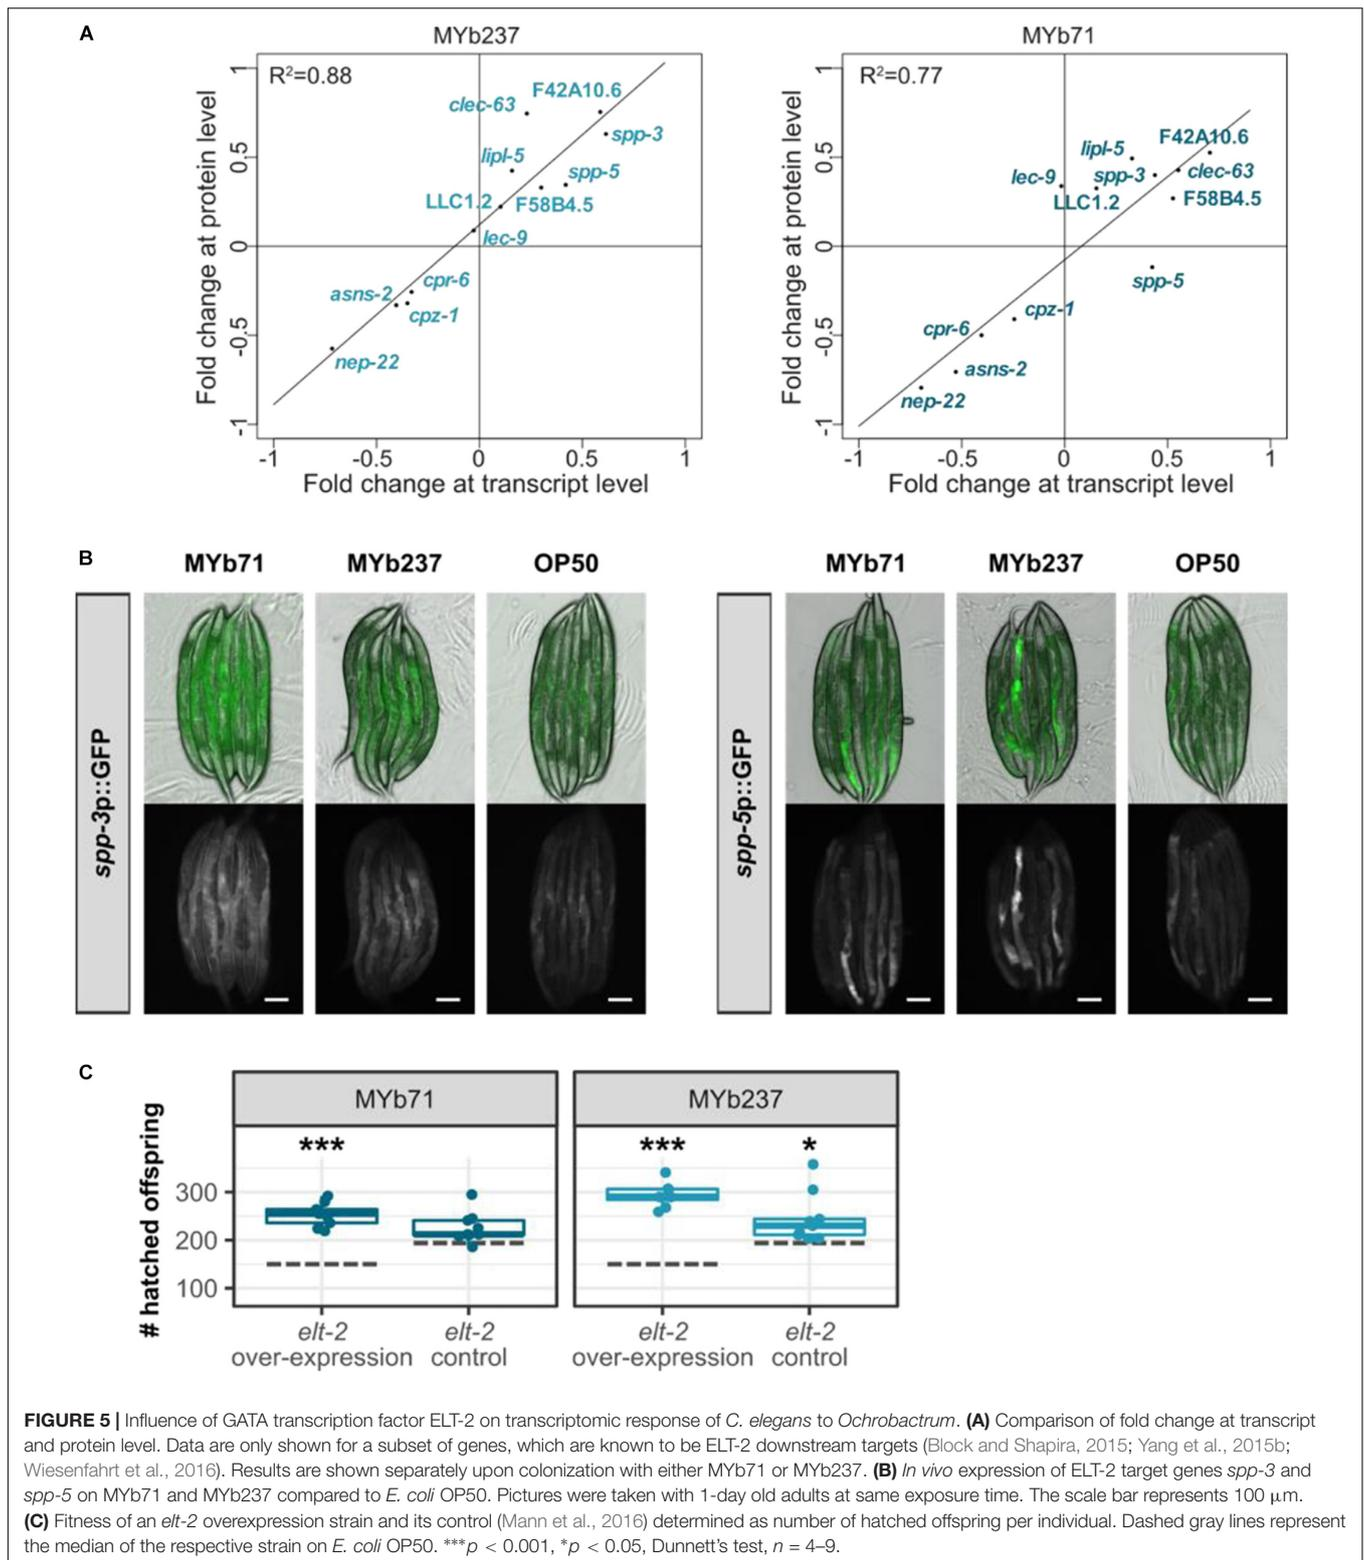 A
MYb237
R²=0.88
clec-63
F42A10.6
spp-3
lipl-5
spp-5
LLC1.2
F58B4.5
lec-9
cpr-6
asns-2
cpz-1
nep-22
Fold change at protein level
1
0.5
0
-0.5
-1
-1 -0.5 0 0.5 1
Fold change at transcript level
MYb71
R²=0.77
F42A10.6
lipl-5
lec-9
spp-3
clec-63
LLC1.2
F58B4.5
spp-5
cpz-1
cpr-6
asns-2
nep-22
Fold change at protein level
1
0.5
0
-0.5
-1
-1 -0.5 0 0.5 1
Fold change at transcript level
B
MYb71 MYb237 OP50
spp-3p::GFP
MYb71 MYb237 OP50
spp-5p::GFP
C
MYb71
MYb237
# hatched offspring
300
200
100
***
*** *
elt-2
over-expression
elt-2
control
elt-2
over-expression
elt-2
control
FIGURE 5 | Influence of GATA transcription factor ELT-2 on transcriptomic response of C. elegans to Ochrobactrum. (A) Comparison of fold change at transcript
and protein level. Data are only shown for a subset of genes, which are known to be ELT-2 downstream targets (Block and Shapira, 2015; Yang et al., 2015b;
Wiesenfahrt et al., 2016). Results are shown separately upon colonization with either MYb71 or MYb237. (B) In vivo expression of ELT-2 target genes spp-3 and
spp-5 on MYb71 and MYb237 compared to E. coli OP50. Pictures were taken with 1-day old adults at same exposure time. The scale bar represents 100 μm.
(C) Fitness of an elt-2 overexpression strain and its control (Mann et al., 2016) determined as number of hatched offspring per individual. Dashed gray lines represent
the median of the respective strain on E. coli OP50. ***p < 0.001, *p < 0.05, Dunnett's test, n = 4–9.